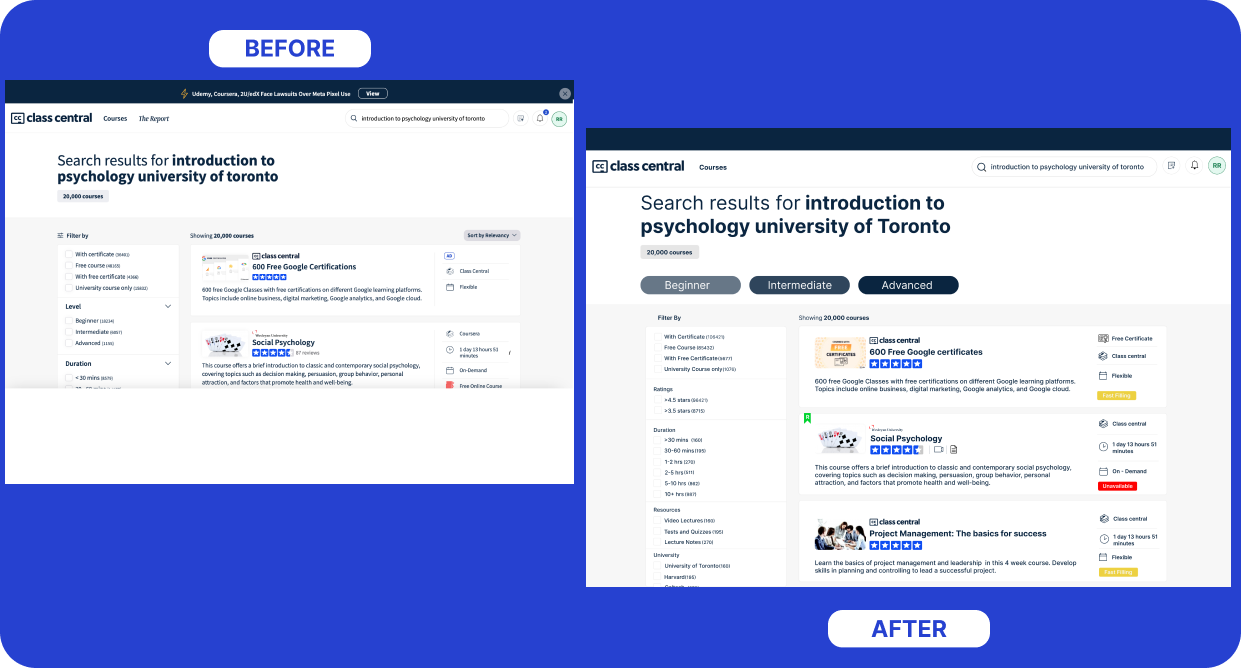 BEFORE
Udemy, Coursera, 2U/edX Face Lawsuits Over Meta Pixel Use View
class central Courses The Report
introduction to psychology university of toronto
RR
Search results for introduction to
psychology university of toronto
20,000 courses
Filter by
With certificate
Free course
With free certificate
University course only
Level
Beginner
Intermediate
Advanced
Duration
< 30 mins
Showing 20,000 courses
Sort by Relevancy
class central
600 Free Google Certifications
600 free Google Classes with free certifications on different Google learning platforms.
Topics include online business, digital marketing, Google analytics, and Google cloud.
AD
Class Central
Flexible
Wesleyan University
Social Psychology
87 reviews
This course offers a brief introduction to classic and contemporary social psychology,
covering topics such as decision making, persuasion, group behavior, personal
attraction, and factors that promote health and well-being.
Coursera
1 day 13 hours 51
minutes
On-Demand
Free Online Course
class central Courses
introduction to psychology university of toronto
RR
Search results for introduction to
psychology university of Toronto
20,000 courses
Beginner Intermediate Advanced
Filter By
With Certificate
Free Course (85432)
With Free Certificate(5677)
University Course only(1076)
Ratings
>4.5 stars (86421)
>3.5 stars (8715)
Duration
>30 mins (160)
30-60 mins(195)
1-2 hrs (270)
2-5 hrs(511)
5-10 hrs (862)
10+ hrs (987)
Resources
Video Lectures (160)
Tests and Quizzes (195)
Lecture Notes (270)
University
University of Toronto(160)
Harvard(195)
Showing 20,000 courses
FREE
CERTIFICATES
class central
600 Free Google certificates
600 free Google Classes with free certifications on different Google learning platforms.
Topics include online business, digital marketing, Google analytics, and Google cloud.
Free Certificate
Class central
Flexible
Fast Filling
R
Wesleyan University
Social Psychology
This course offers a brief introduction to classic and contemporary social psychology,
covering topics such as decision making, persuasion, group behavior, personal
attraction, and factors that promote health and well-being.
Class central
1 day 13 hours 51
minutes
On - Demand
Unavailable
class central
Project Management: The basics for success
Learn the basics of project management and leadership in this 4 week course. Develop
skills in planning and controlling to lead a successful project.
Class central
1 day 13 hours 51
minutes
Flexible
Fast Filling
AFTER